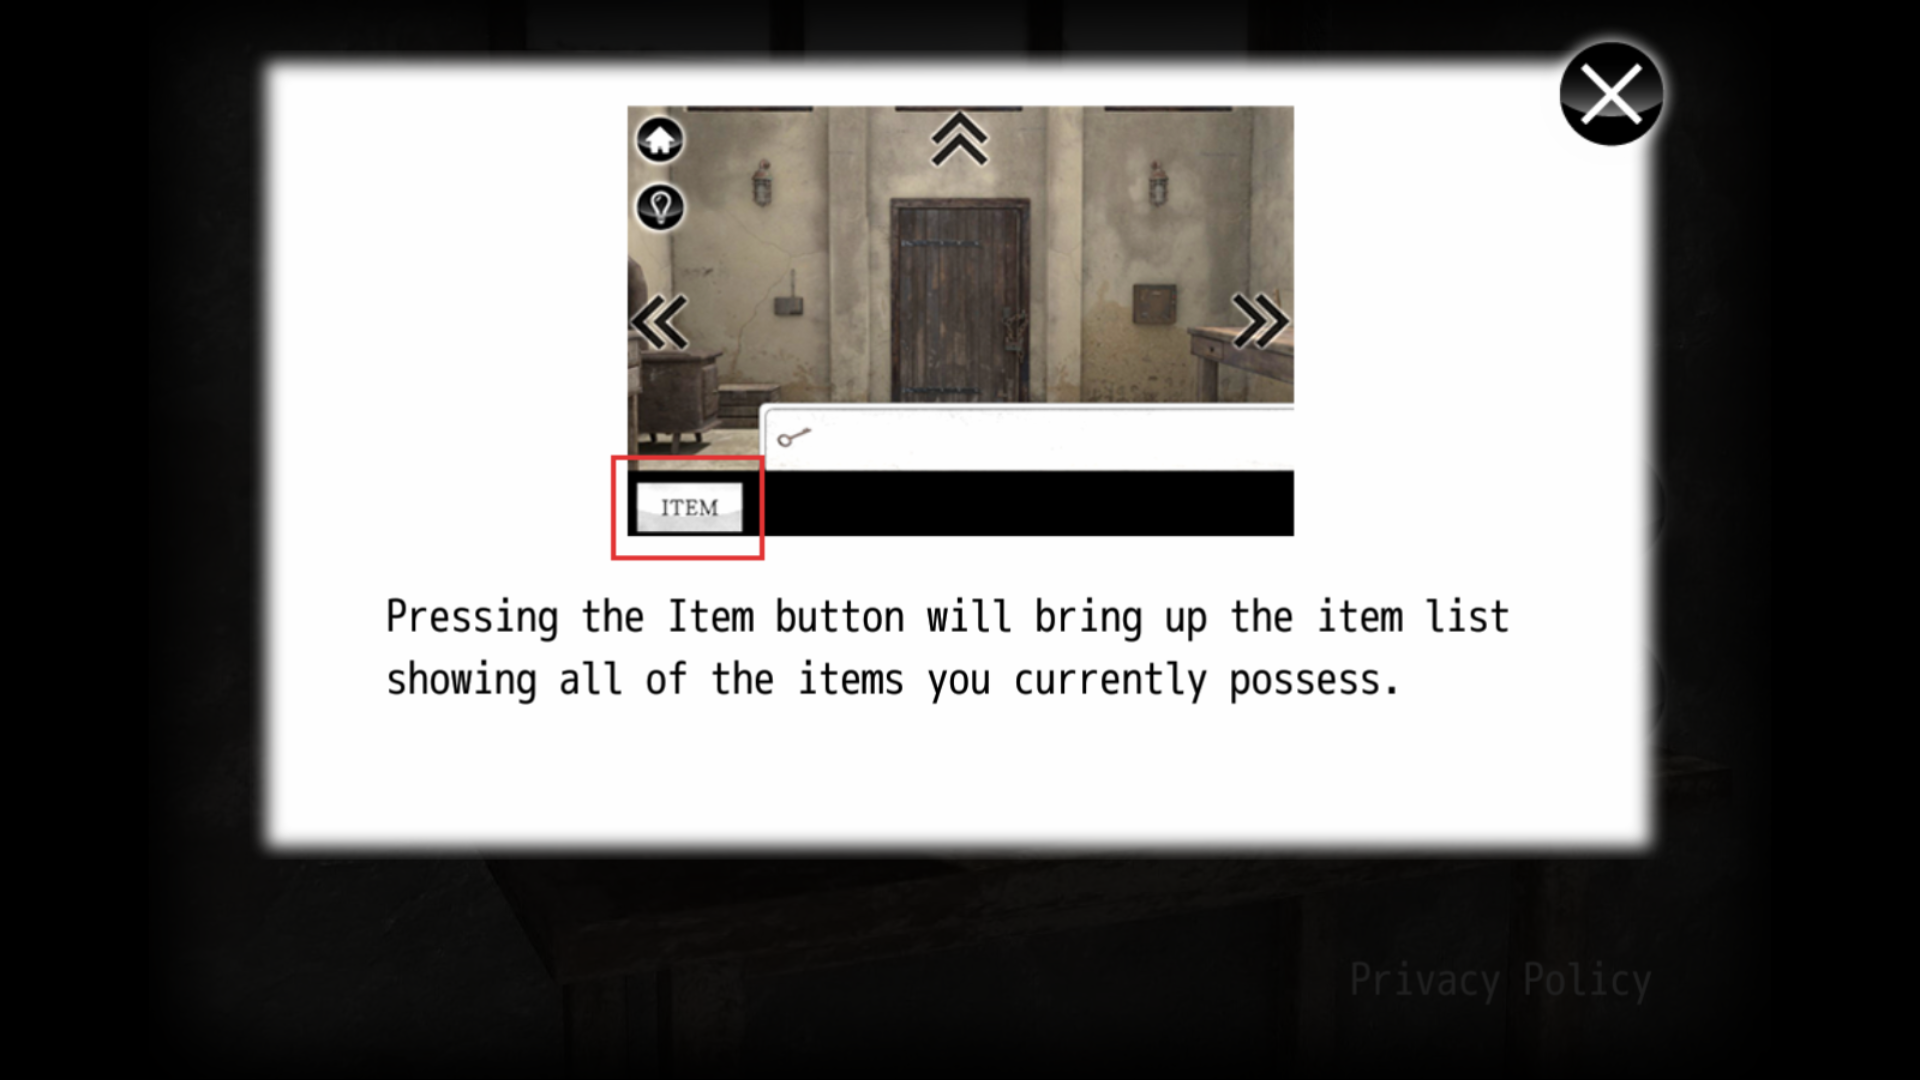 ITEM
Pressing the Item button will bring up the item list
showing all of the items you currently possess.
Privacy Policy